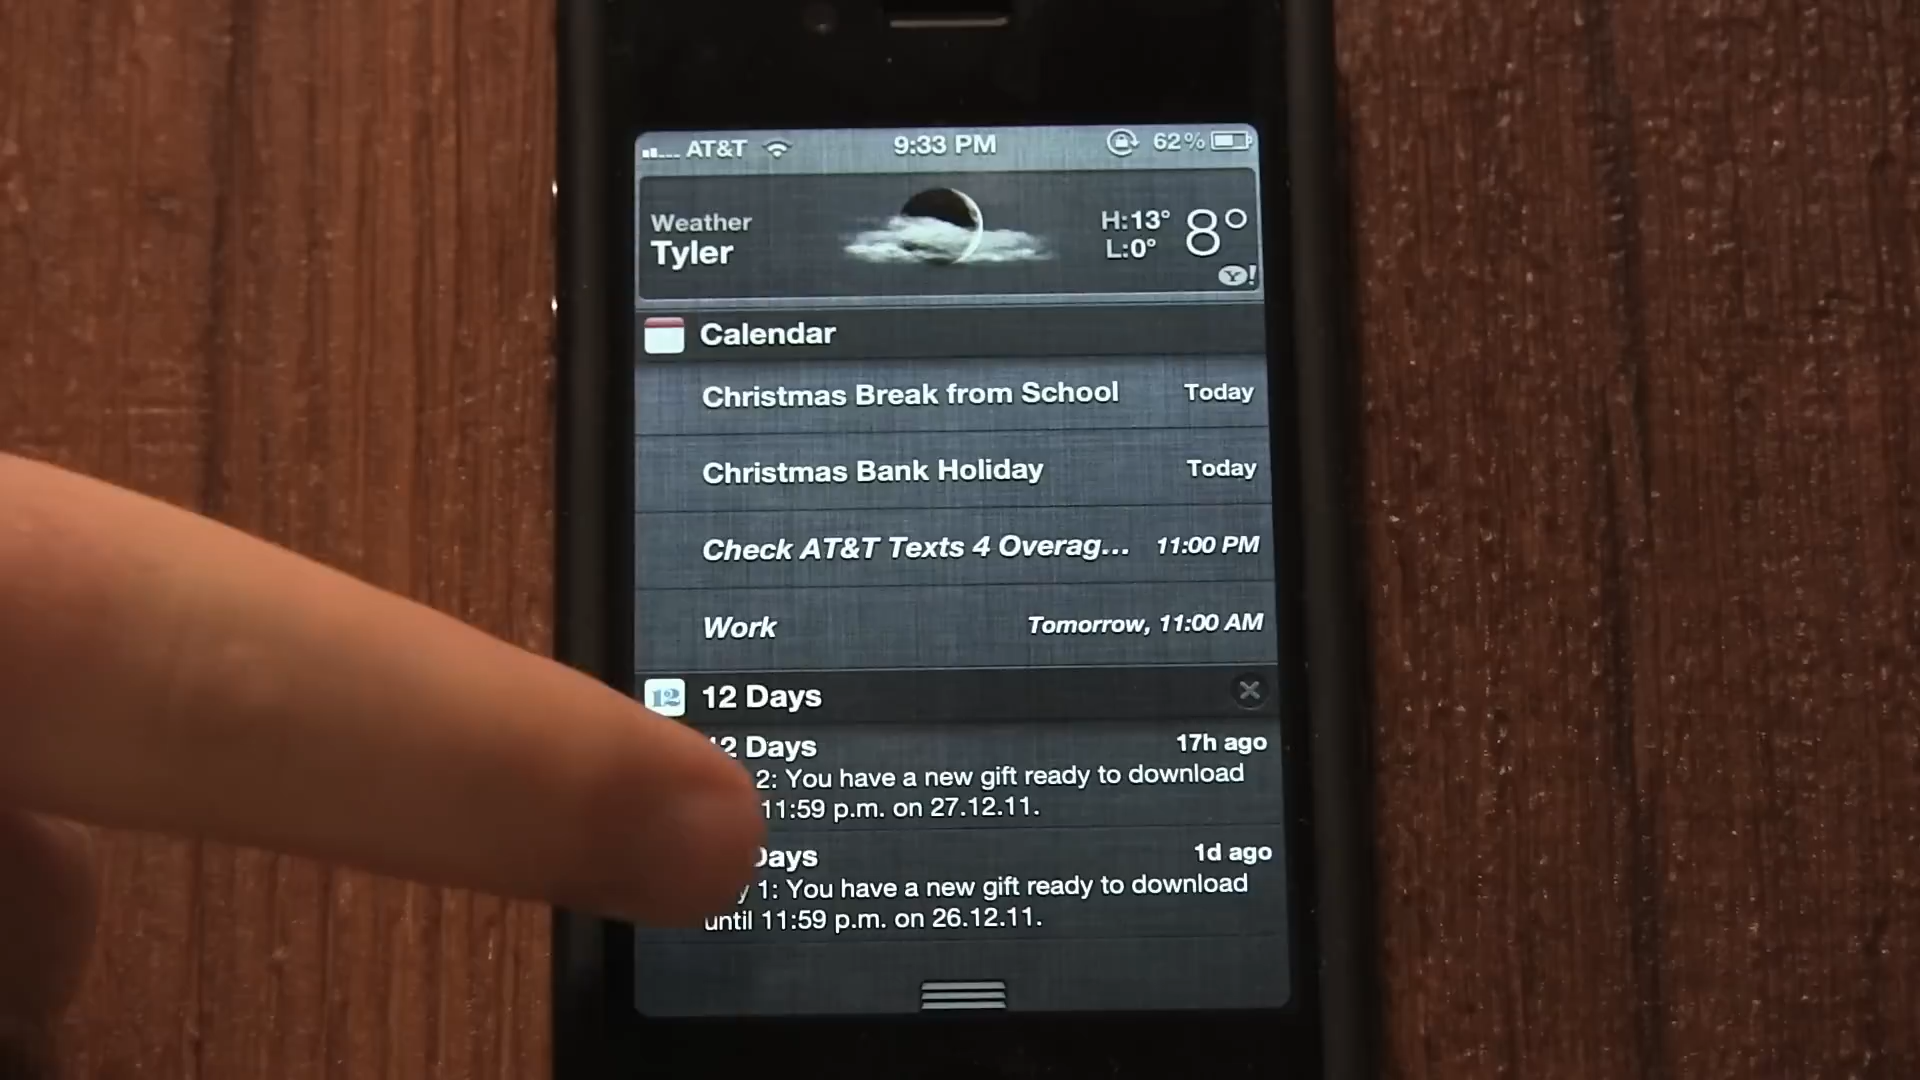 AT&T 9:33 PM 62%
Weather
Tyler
H:13°
L:0°
8°
Y!
Calendar
Christmas Break from School Today
Christmas Bank Holiday Today
Check AT&T Texts 4 Overag... 11:00 PM
Work Tomorrow, 11:00 AM
12 12 Days
12 Days 17h ago
2: You have a new gift ready to download
11:59 p.m. on 27.12.11.
Days 1d ago
1: You have a new gift ready to download
until 11:59 p.m. on 26.12.11.